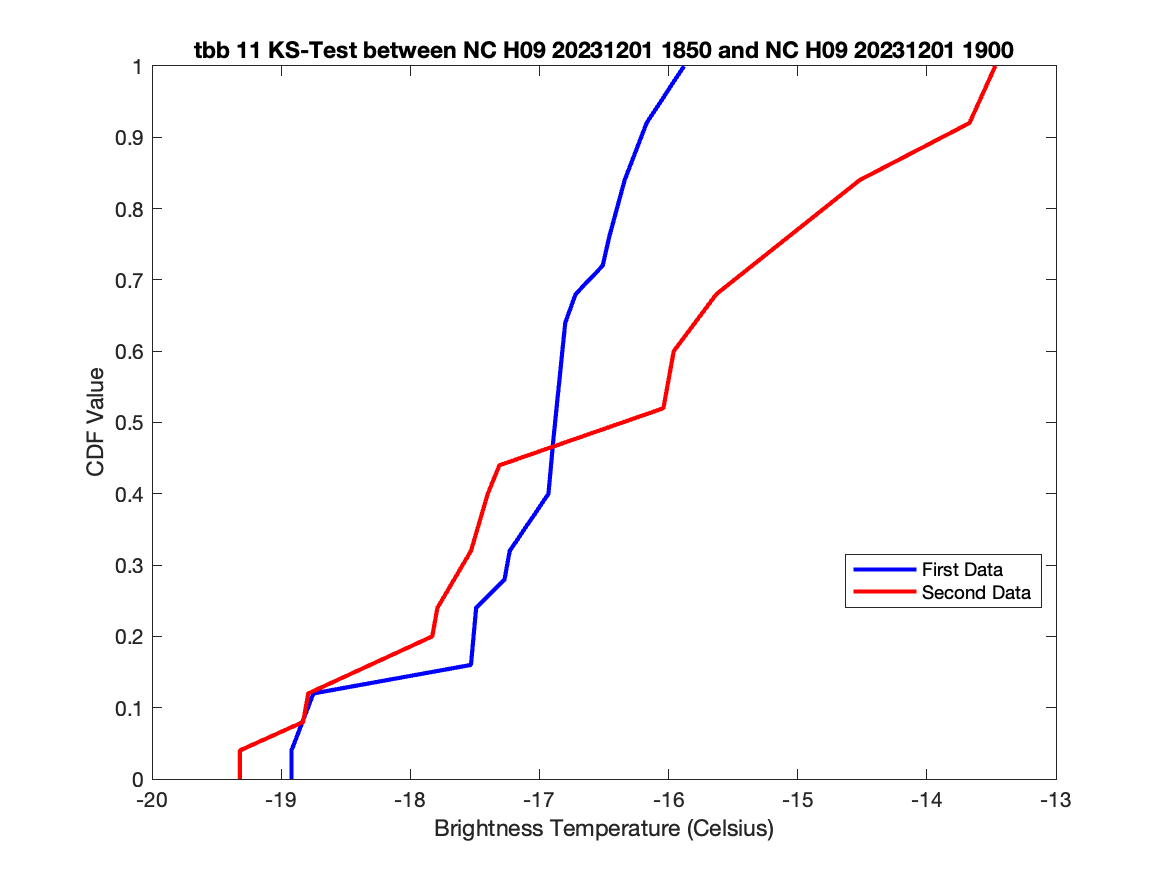 tbb 11 KS-Test between NC H09 20231201 1850 and NC H09 20231201 1900
1
0.9
0.8
0.7
0.6
0.5
0.4
0.3
0.2
0.1
0
CDF Value
First Data
Second Data
-20 -19 -18 -17 -16 -15 -14 -13
Brightness Temperature (Celsius)